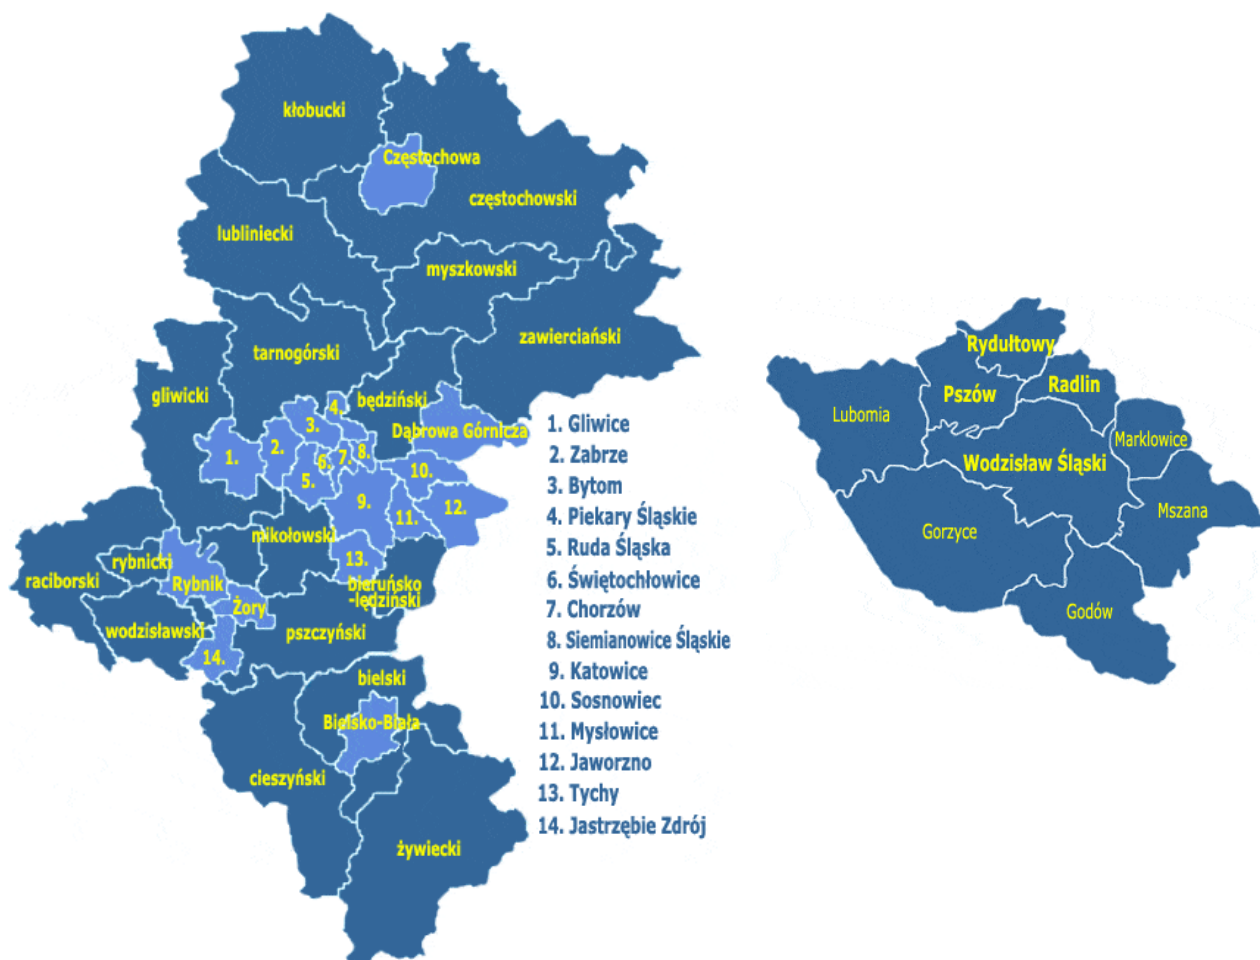 kłobucki
Częstochowa
częstochowski
lubliniecki
myszkowski
zawierciański
tarnogórski
gliwicki
będziński
Dąbrowa Górnicza
4.
3.
2.
1.
6.
7.
8.
5.
9.
10.
11.
12.
13.
mikołowski
rybnicki
raciborski
Rybnik
bieruńsko
-lędziński
Żory
wodzisławski
pszczyński
14.
bielski
Bielsko-Biała
cieszyński
żywiecki
1. Gliwice
2. Zabrze
3. Bytom
4. Piekary Śląskie
5. Ruda Śląska
6. Świętochłowice
7. Chorzów
8. Siemianowice Śląskie
9. Katowice
10. Sosnowiec
11. Mysłowice
12. Jaworzno
13. Tychy
14. Jastrzębie Zdrój
Rydułtowy
Radlin
Pszów
Lubomia
Marklowice
Wodzisław Śląski
Mszana
Gorzyce
Godów